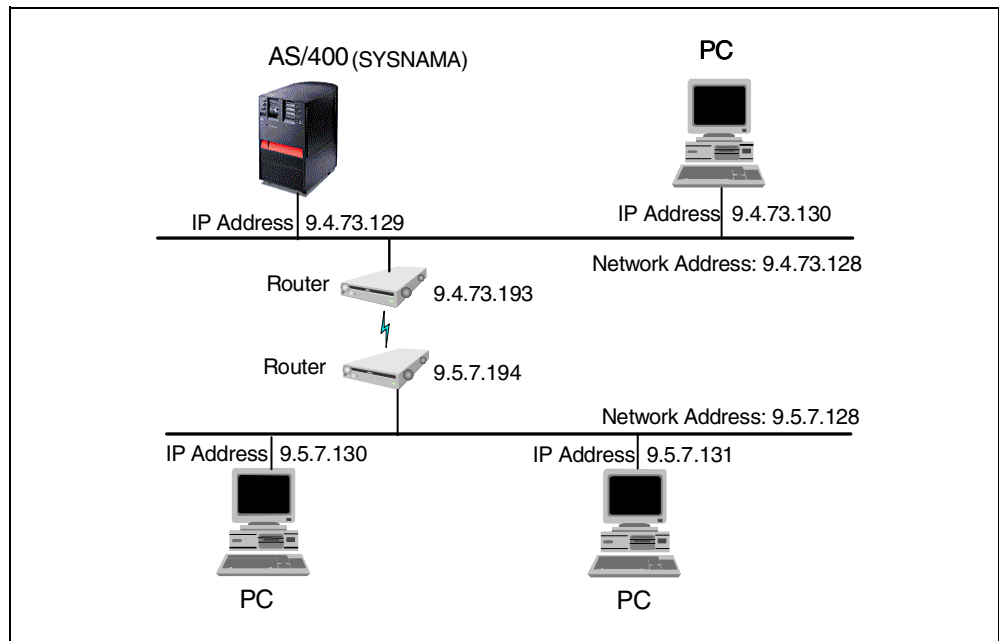 AS/400 (SYSNAMA)
PC
IP Address 9.4.73.129
IP Address 9.4.73.130
Network Address: 9.4.73.128
Router
9.4.73.193
Router
9.5.7.194
Network Address: 9.5.7.128
IP Address 9.5.7.130
IP Address 9.5.7.131
PC
PC